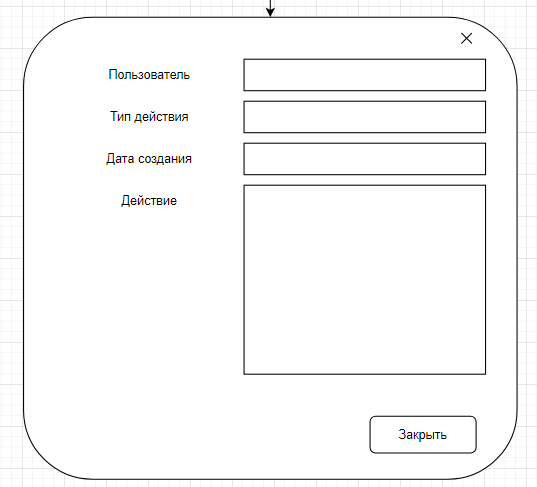 Пользователь
Тип действия
Дата создания
Действие
Закрыть